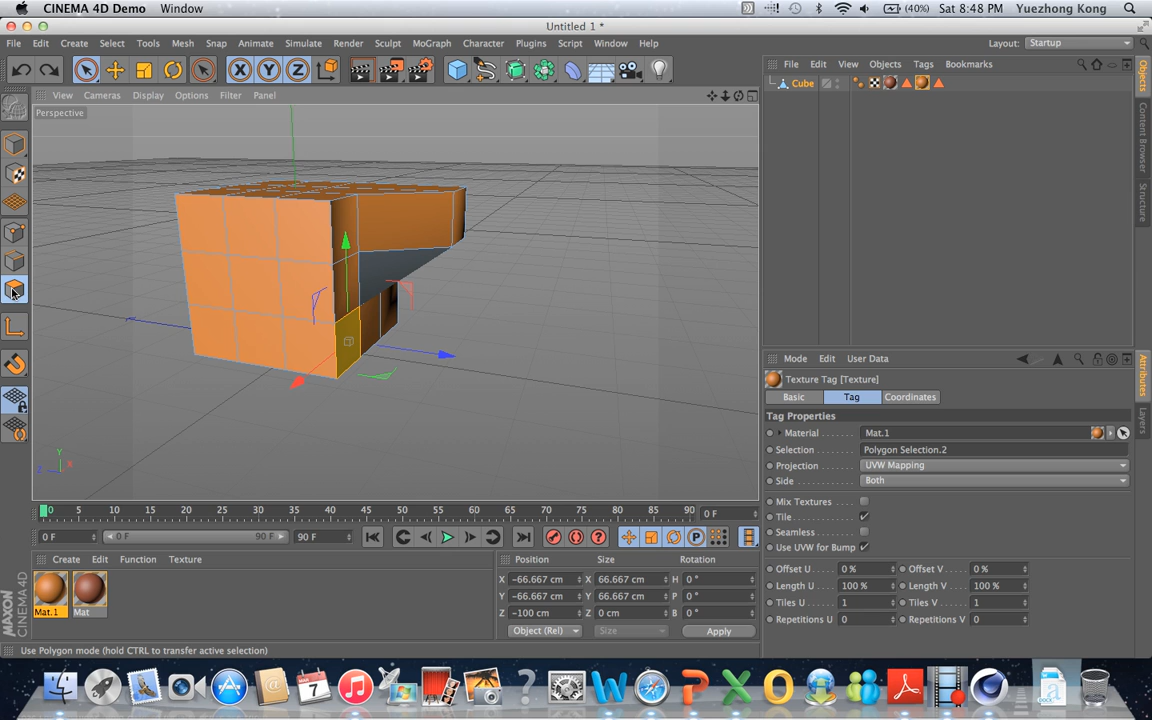 CINEMA 4D Demo Window (40%) Sat 8:48 PM Yuezhong Kong
Untitled 1 *
File Edit Create Select Tools Mesh Snap Animate Simulate Render Sculpt MoGraph Character Plugins Script Window Help Layout: Startup
X Y Z
File Edit View Objects Tags Bookmarks
View Cameras Display Options Filter Panel
Perspective
Cube
Objects
Content Browser
Structure
Y
Z X
Mode Edit User Data
Texture Tag [Texture]
Basic Tag Coordinates
Tag Properties
Material Mat.1
Selection Polygon Selection.2
Projection UVW Mapping
Side Both
Mix Textures
Tile
Seamless
Use UVW for Bump
Offset U 0 % Offset V 0 %
Length U 100 % Length V 100 %
Tiles U 1 Tiles V 1
Repetitions U 0 Repetitions V 0
Attributes
Layers
0 5 10 15 20 25 30 35 40 45 50 55 60 65 70 75 80 85 90 0 F
0 F 0 F 90 F 90 F
P
Create Edit Function Texture
Mat.1 Mat
Position Size Rotation
X -66.667 cm X 66.667 cm H 0 °
Y -66.667 cm Y 66.667 cm P 0 °
Z -100 cm Z 0 cm B 0 °
Object (Rel) Size Apply
MAXON
CINEMA 4D
Use Polygon mode (hold CTRL to transfer active selection)